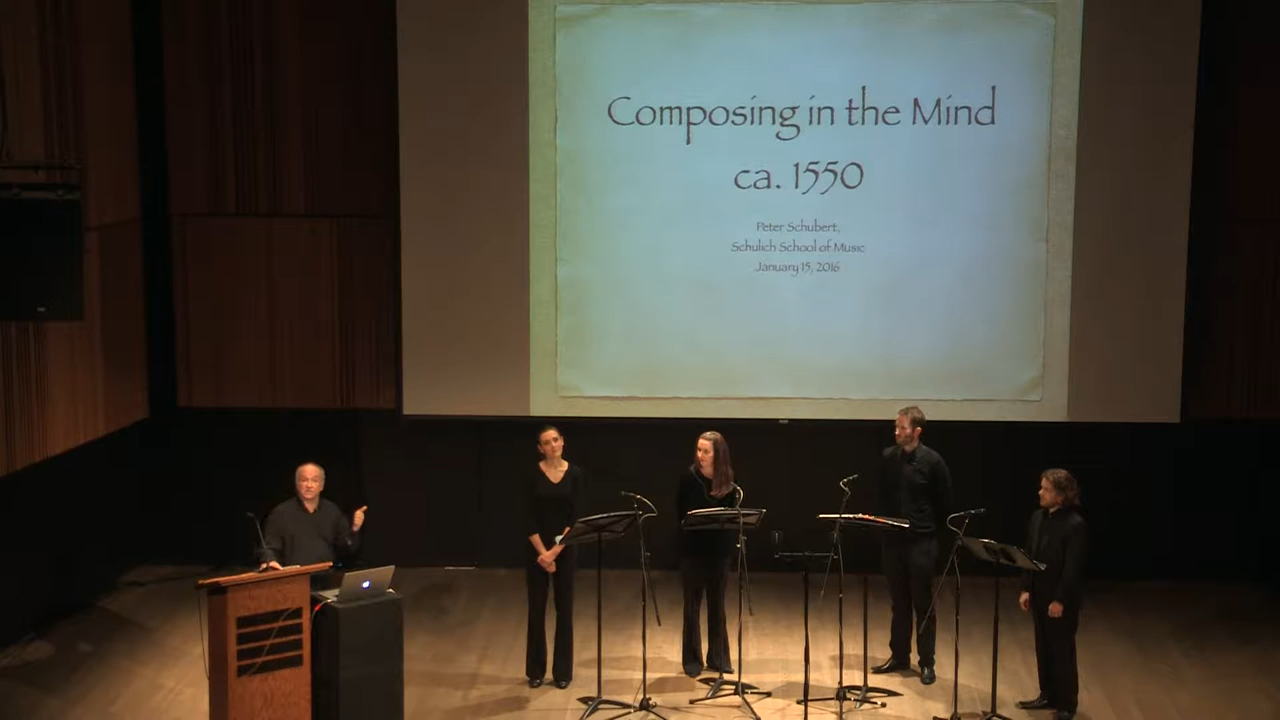 Composing in the Mind
ca. 1550
Peter Schubert,
Schulich School of Music
January 15, 2016